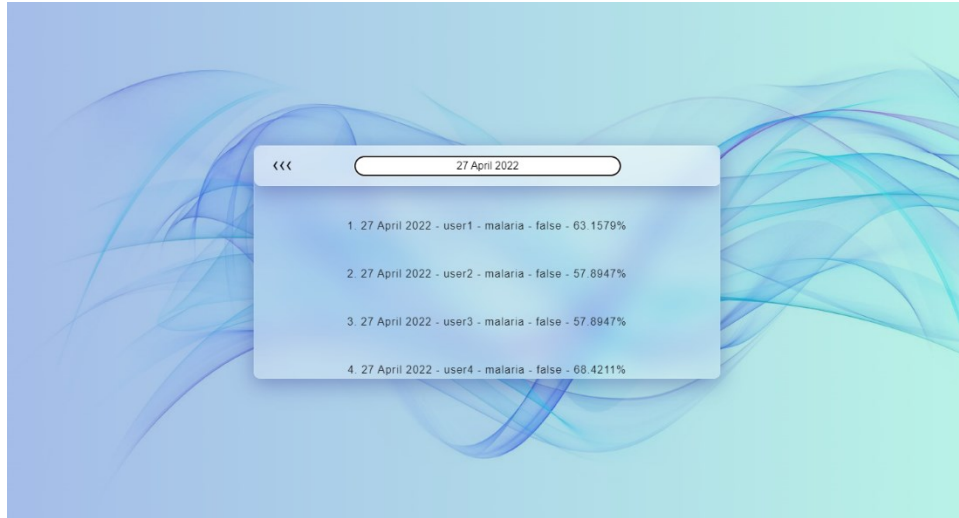 ‹‹‹ 27 April 2022
1. 27 April 2022 - user1 - malaria - false - 63.1579%
2. 27 April 2022 - user2 - malaria - false - 57.8947%
3. 27 April 2022 - user3 - malaria - false - 57.8947%
4. 27 April 2022 - user4 - malaria - false - 68.4211%